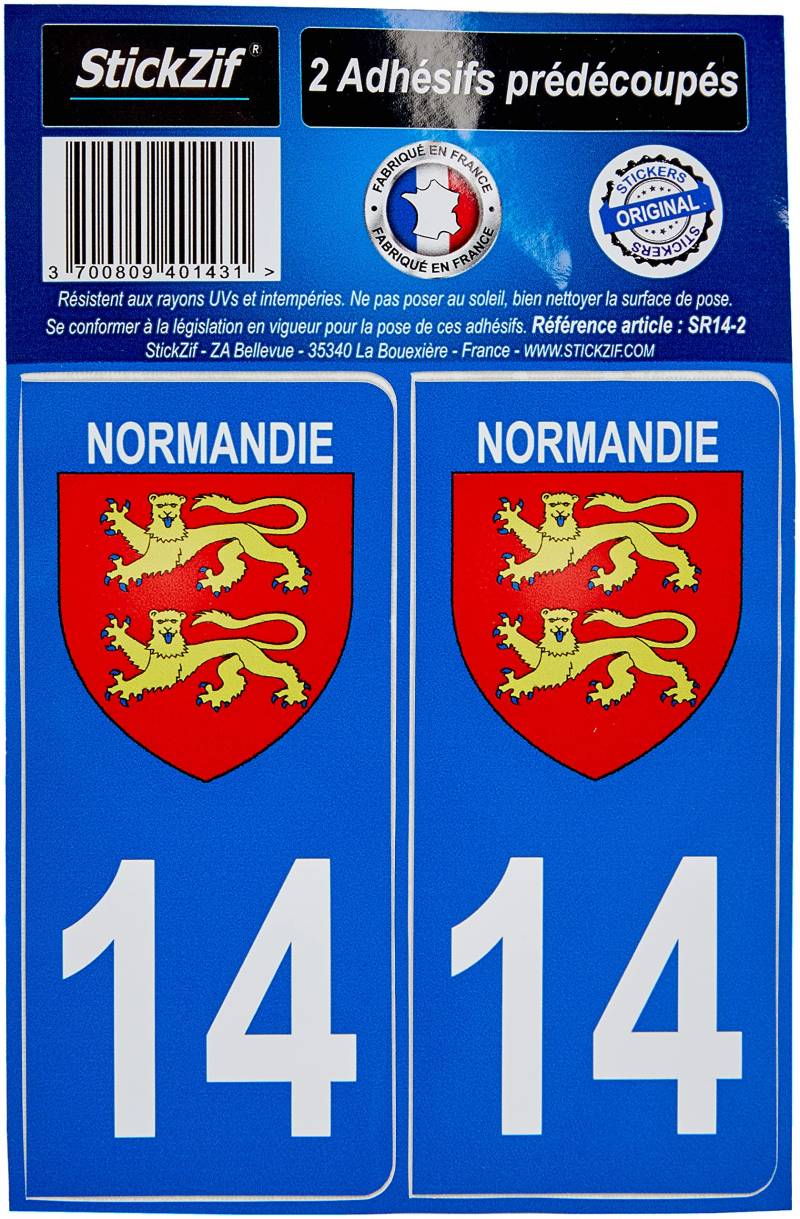 StickZif®
2 Adhésifs prédécoupés
3 700809 401431 >
FABRIQUÉ EN FRANCE
FABRIQUÉ EN FRANCE
STICKERS
ORIGINAL
STICKERS
Résistent aux rayons UVs et intempéries. Ne pas poser au soleil, bien nettoyer la surface de pose.
Se conformer à la législation en vigueur pour la pose de ces adhésifs. Référence article : SR14-2
StickZif - ZA Bellevue - 35340 La Bouexière - France - WWW.STICKZIF.COM
NORMANDIE
14
NORMANDIE
14